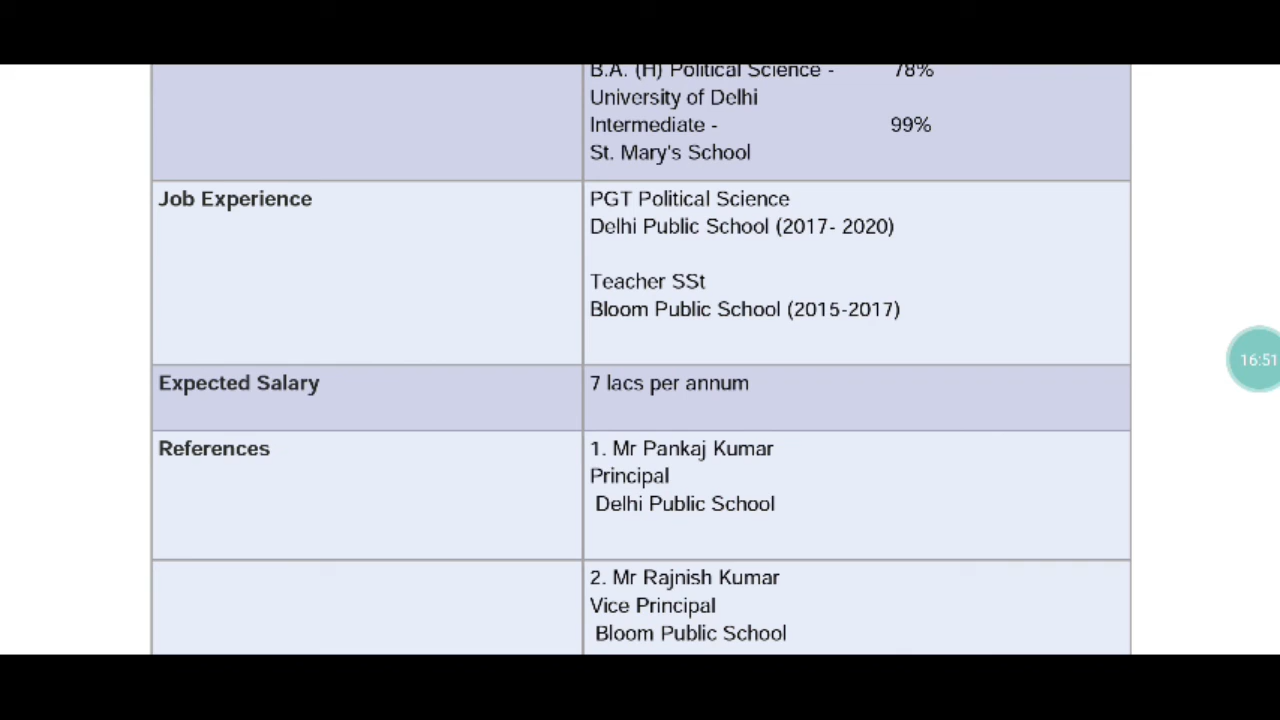 B.A. (H) Political Science - 78%
University of Delhi
Intermediate - 99%
St. Mary's School
Job Experience
PGT Political Science
Delhi Public School (2017- 2020)
Teacher SSt
Bloom Public School (2015-2017)
Expected Salary
7 lacs per annum
References
1. Mr Pankaj Kumar
Principal
Delhi Public School
2. Mr Rajnish Kumar
Vice Principal
Bloom Public School
16:51